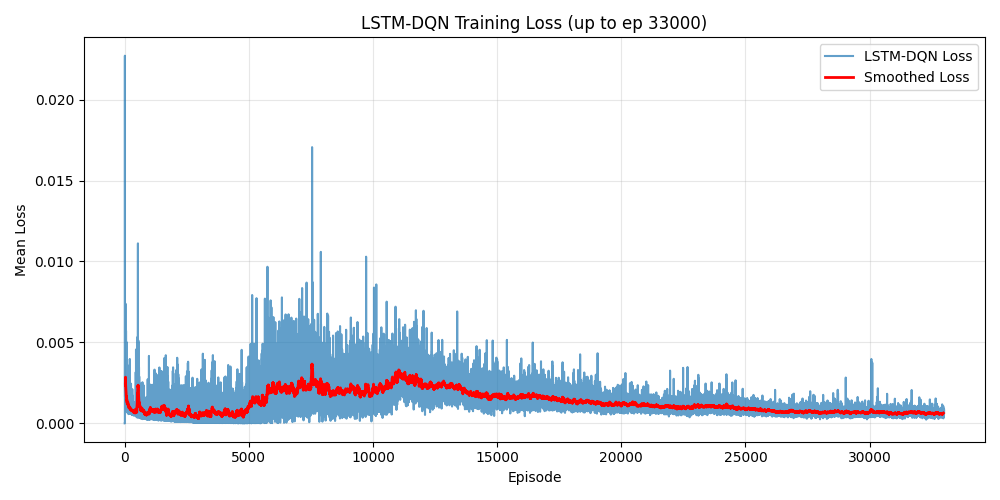 LSTM-DQN Training Loss (up to ep 33000)
LSTM-DQN Loss
Smoothed Loss
Mean Loss
0.020
0.015
0.010
0.005
0.000
0 5000 10000 15000 20000 25000 30000
Episode